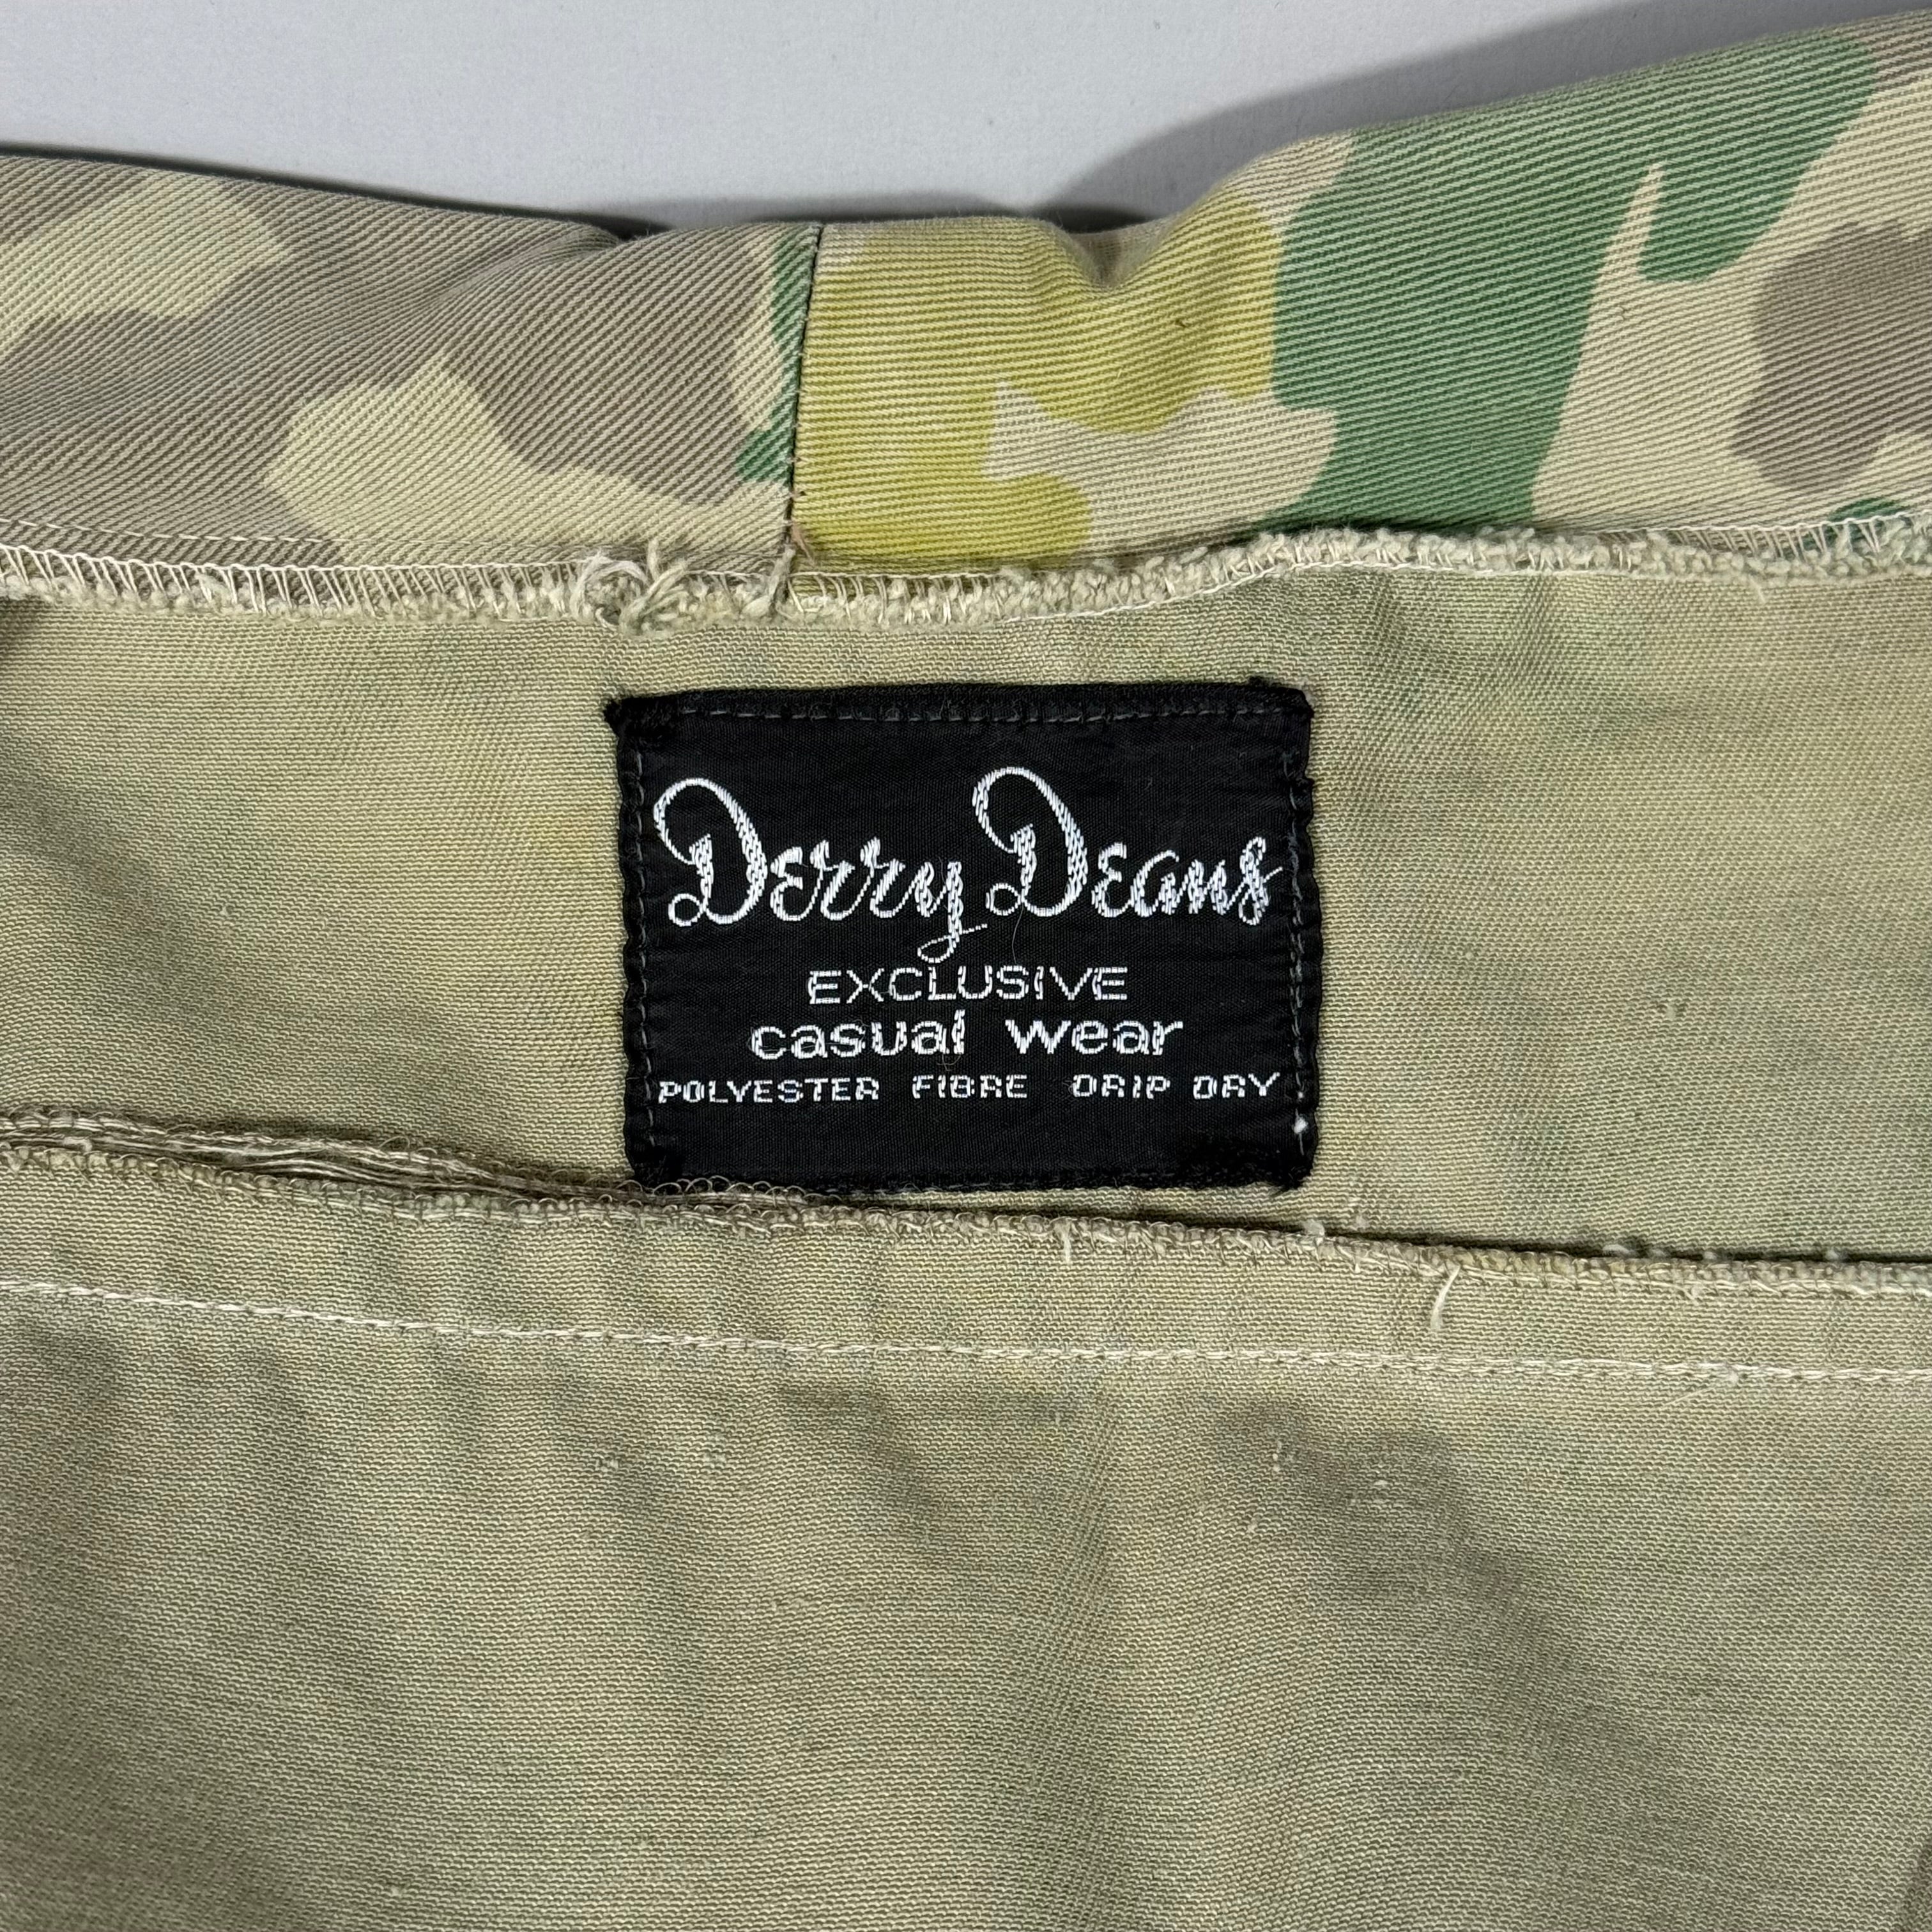 Derry Deans
EXCLUSIVE
casual wear
POLYESTER FIBRE DRIP DRY